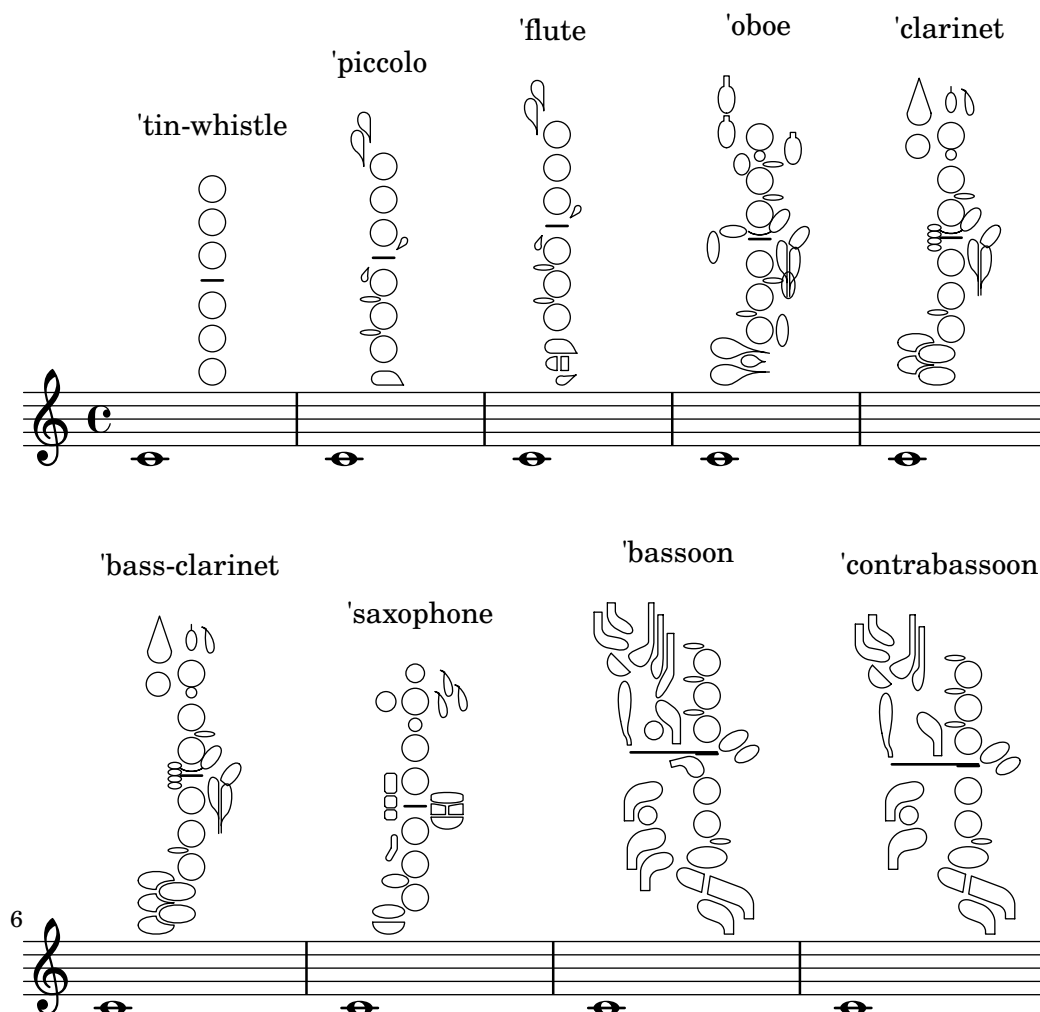 'tin-whistle
'piccolo
'flute
'oboe
'clarinet
'bass-clarinet
'saxophone
'bassoon
'contrabassoon
6